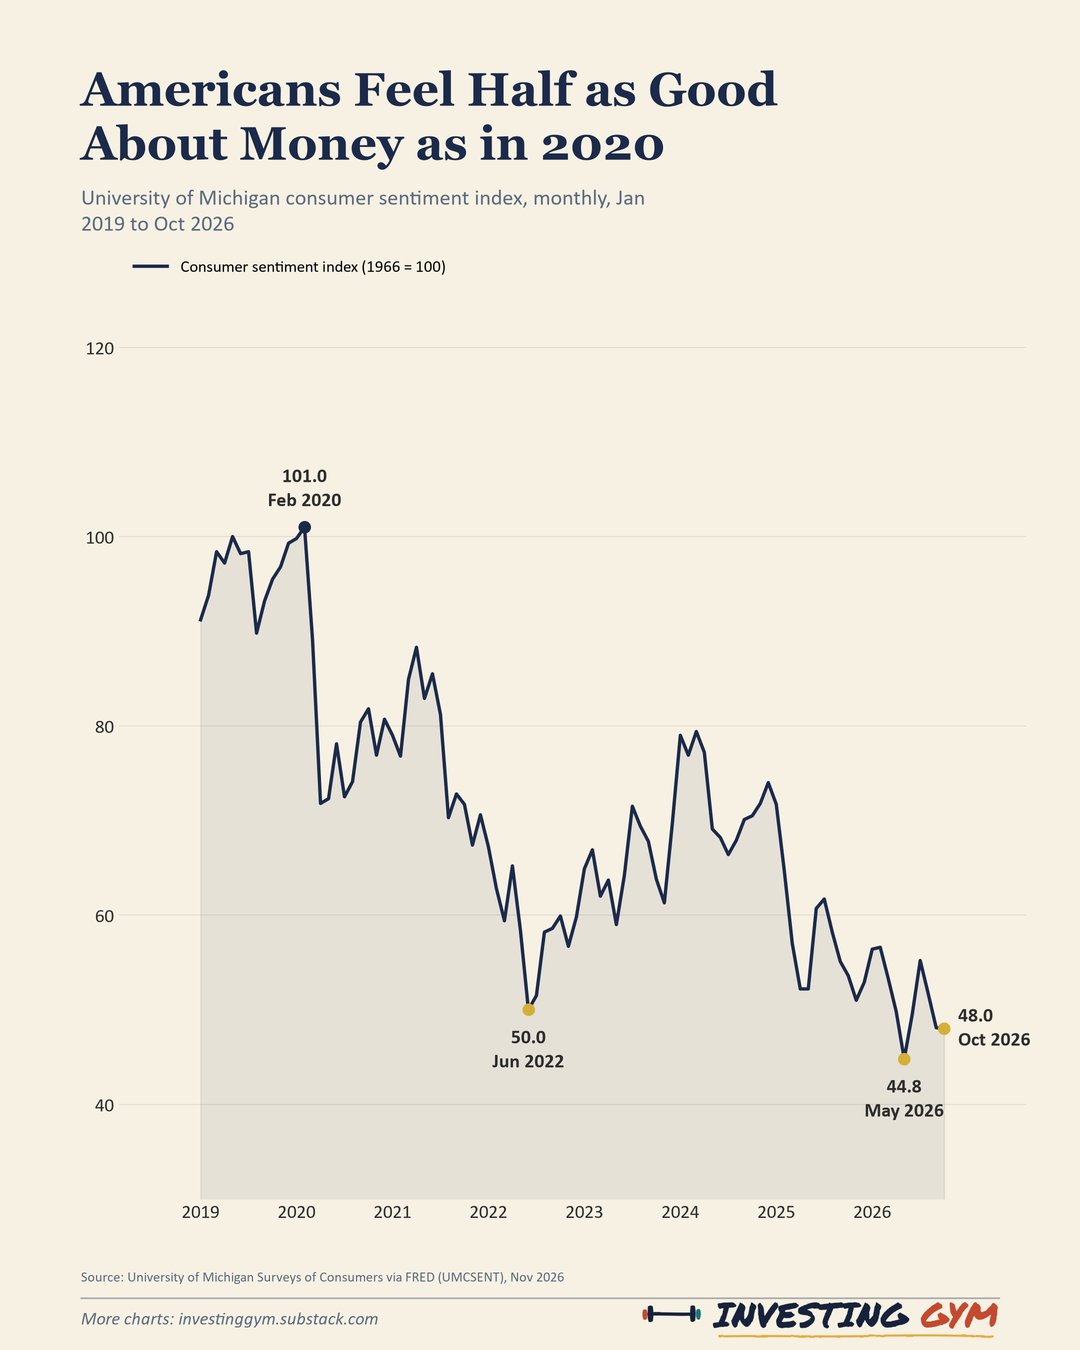 Americans Feel Half as Good
About Money as in 2020
University of Michigan consumer sentiment index, monthly, Jan
2019 to Oct 2026
Consumer sentiment index (1966 = 100)
120
101.0
Feb 2020
100
80
60
48.0
Oct 2026
50.0
Jun 2022
44.8
May 2026
40
2019 2020 2021 2022 2023 2024 2025 2026
Source: University of Michigan Surveys of Consumers via FRED (UMCSENT), Nov 2026
More charts: investinggym.substack.com
INVESTING GYM